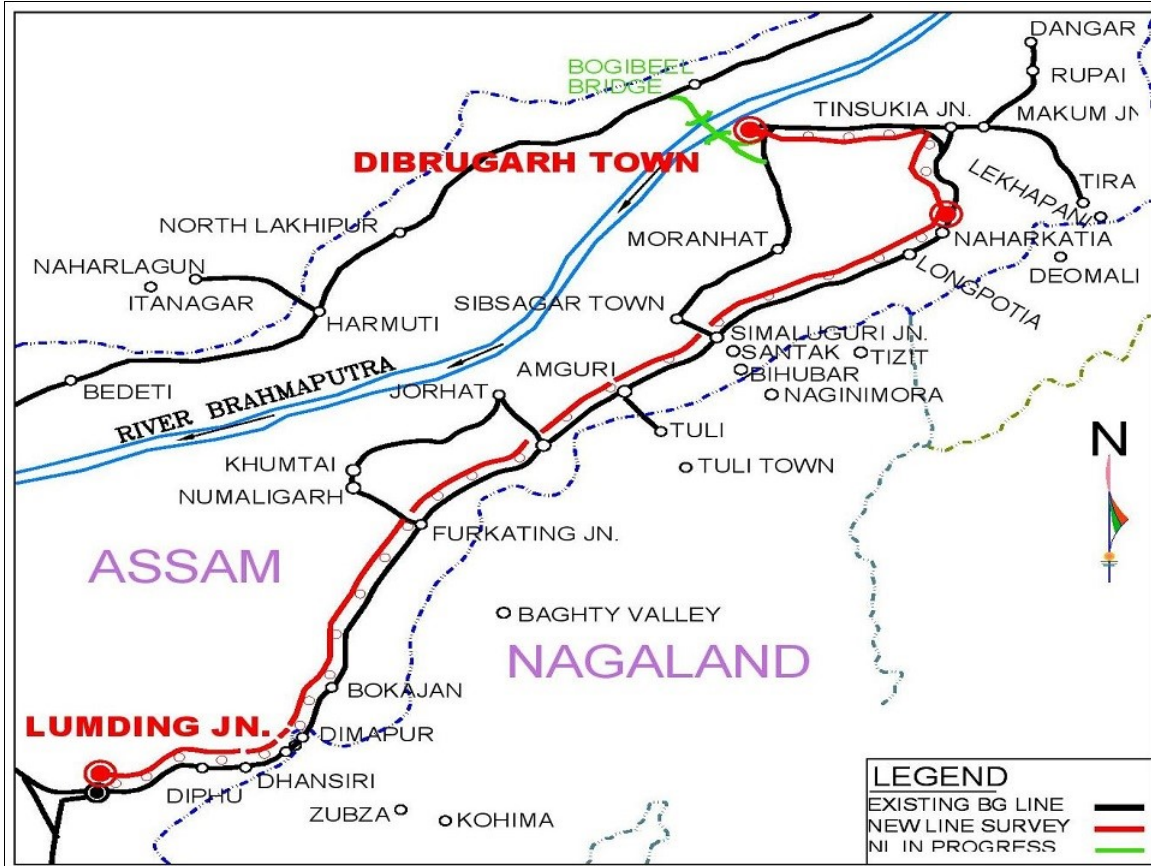 DANGAR
BOGIBEEL
BRIDGE
RUPAI
TINSUKIA JN.
MAKUM JN
DIBRUGARH TOWN
LEKHAPANI
TIRA
NORTH LAKHIPUR
MORANHAT
NAHARKATIA
NAHARLAGUN
DEOMALI
ITANAGAR
LONGPOTIA
SIBSAGAR TOWN
HARMUTI
SIMALUGURI JN.
SANTAK
TIZIT
AMGURI
BIHUBAR
BEDETI
RIVER BRAHMAPUTRA
JORHAT
NAGINIMORA
TULI
N
KHUMTAI
TULI TOWN
NUMALIGARH
FURKATING JN.
ASSAM
BAGHTY VALLEY
NAGALAND
BOKAJAN
LUMDING JN.
DIMAPUR
DHANSIRI
DIPHU
ZUBZA
KOHIMA
LEGEND
EXISTING BG LINE
NEW LINE SURVEY
NL IN PROGRESS